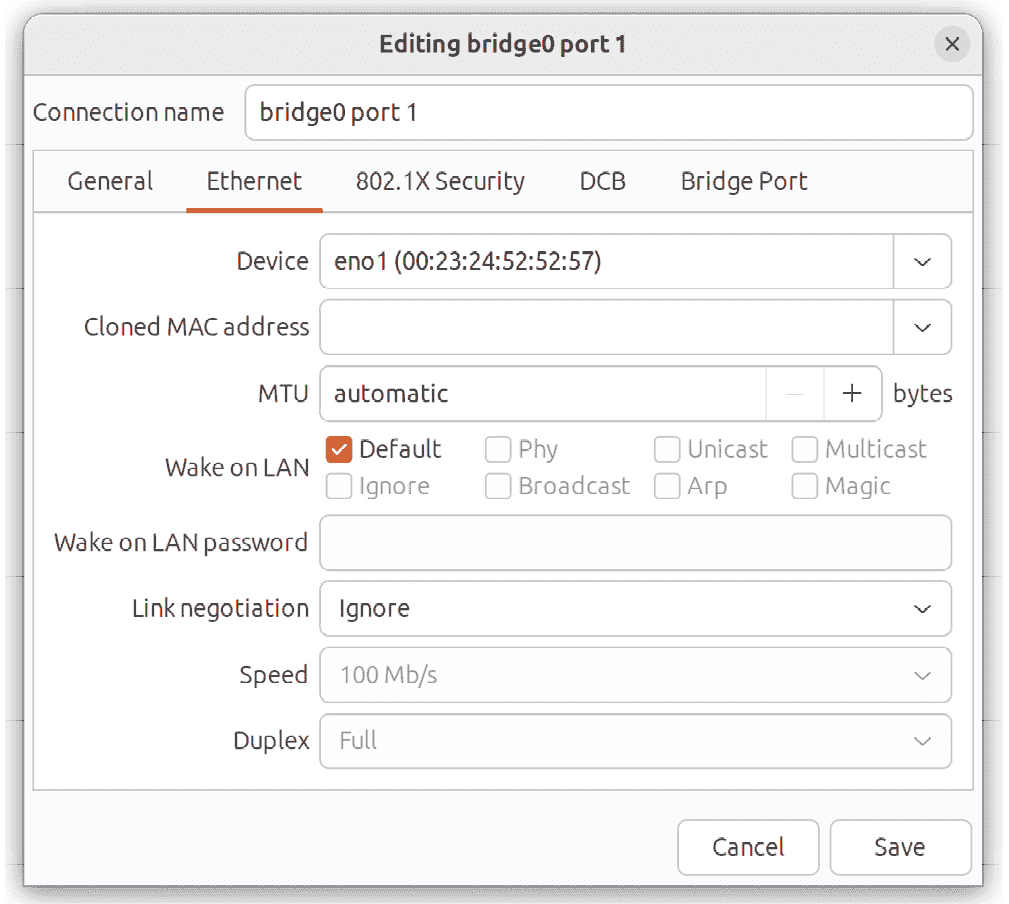 Editing bridge0 port 1
Connection name bridge0 port 1
General Ethernet 802.1X Security DCB Bridge Port
Device eno1 (00:23:24:52:52:57)
Cloned MAC address
MTU automatic bytes
Wake on LAN
Default Phy Unicast Multicast
Ignore Broadcast Arp Magic
Wake on LAN password
Link negotiation Ignore
Speed 100 Mb/s
Duplex Full
Cancel Save